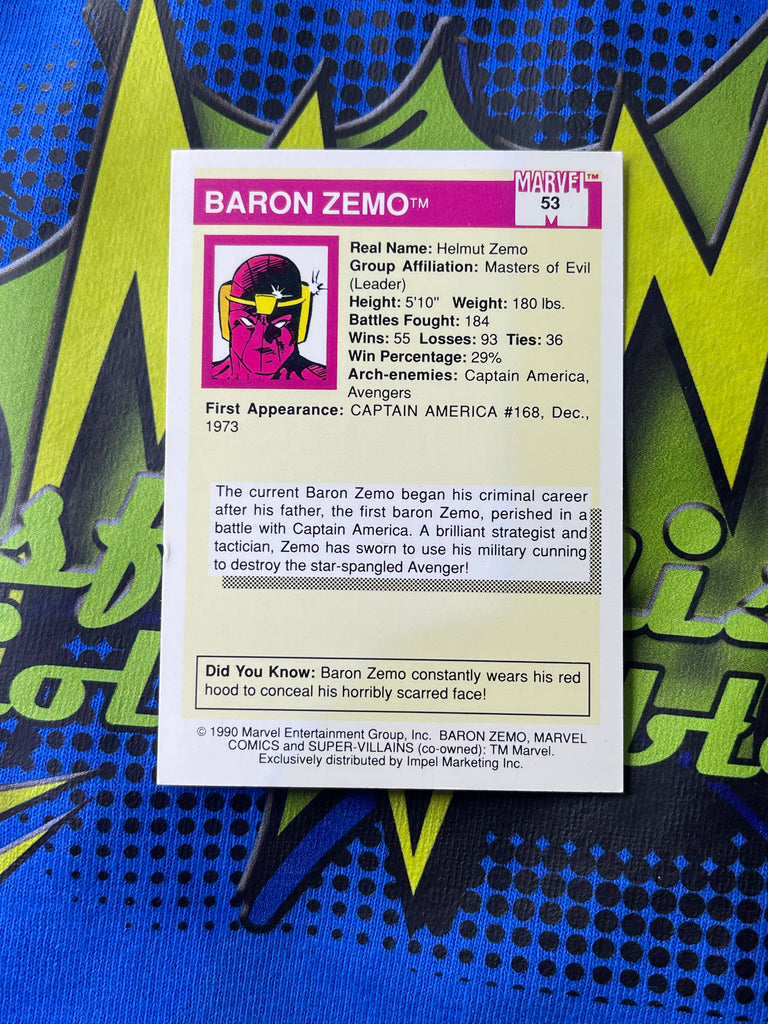 MARVEL™
BARON ZEMO™
53
Real Name: Helmut Zemo
Group Affiliation: Masters of Evil
(Leader)
Height: 5'10" Weight: 180 lbs.
Battles Fought: 184
Wins: 55 Losses: 93 Ties: 36
Win Percentage: 29%
Arch-enemies: Captain America,
Avengers
First Appearance: CAPTAIN AMERICA #168, Dec.,
1973
The current Baron Zemo began his criminal career
after his father, the first baron Zemo, perished in a
battle with Captain America. A brilliant strategist and
tactician, Zemo has sworn to use his military cunning
to destroy the star-spangled Avenger!
Did You Know: Baron Zemo constantly wears his red
hood to conceal his horribly scarred face!
© 1990 Marvel Entertainment Group, Inc. BARON ZEMO, MARVEL
COMICS and SUPER-VILLAINS (co-owned): TM Marvel.
Exclusively distributed by Impel Marketing Inc.